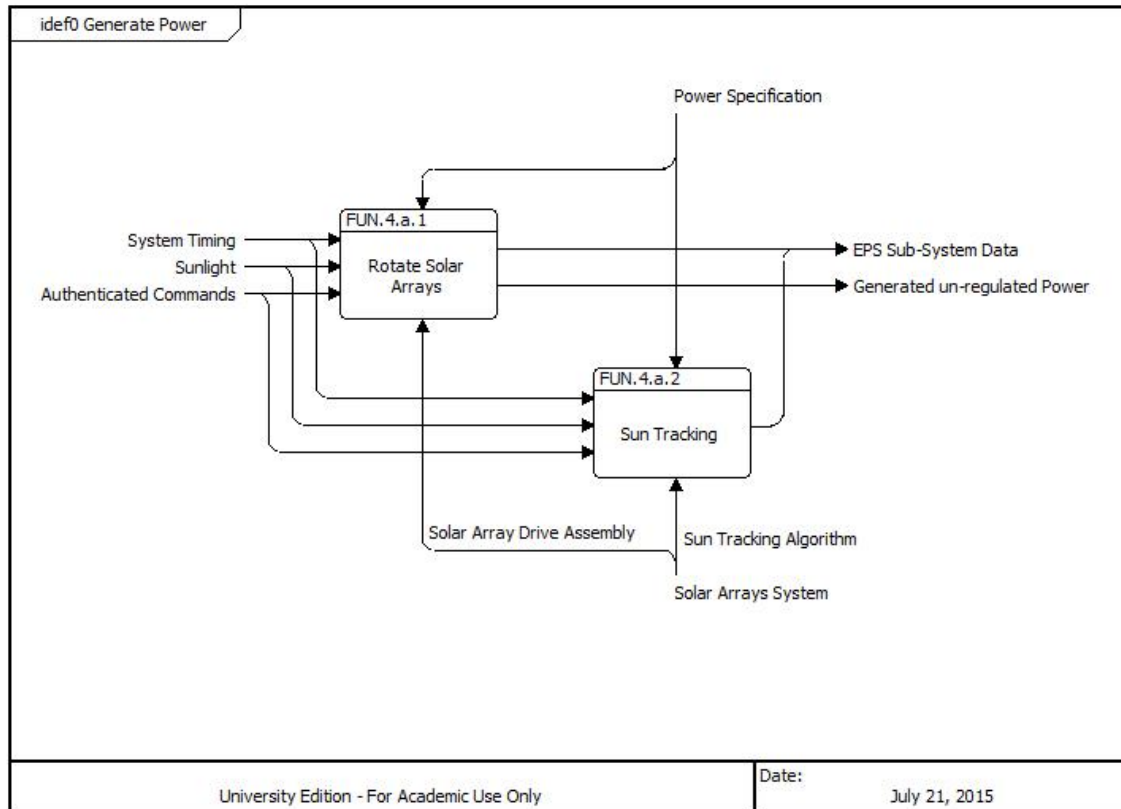 idef0 Generate Power
Power Specification
FUN.4.a.1
System Timing
Sunlight
Authenticated Commands
Rotate Solar
Arrays
EPS Sub-System Data
Generated un-regulated Power
FUN.4.a.2
Sun Tracking
Solar Array Drive Assembly
Sun Tracking Algorithm
Solar Arrays System
University Edition - For Academic Use Only
Date:
July 21, 2015